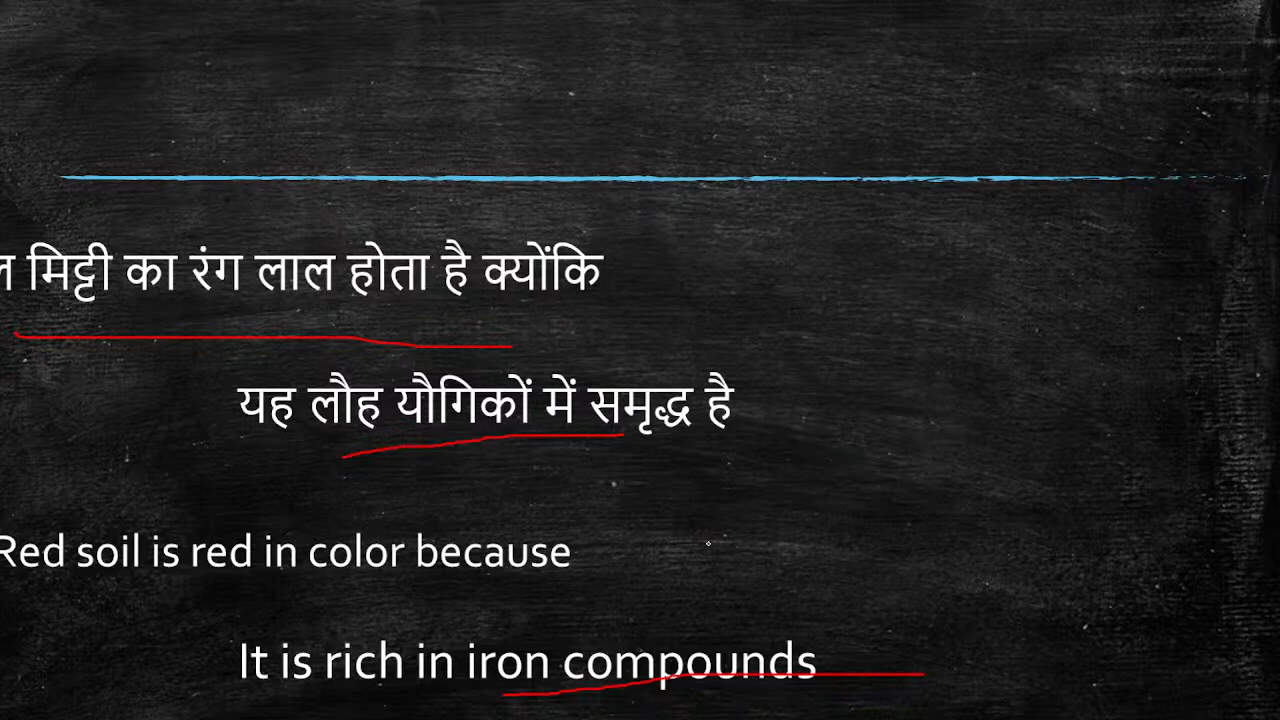 मिट्टी का रंग लाल होता है क्योंकि
यह लौह यौगिकों में समृद्ध है
Red soil is red in color because
It is rich in iron compounds